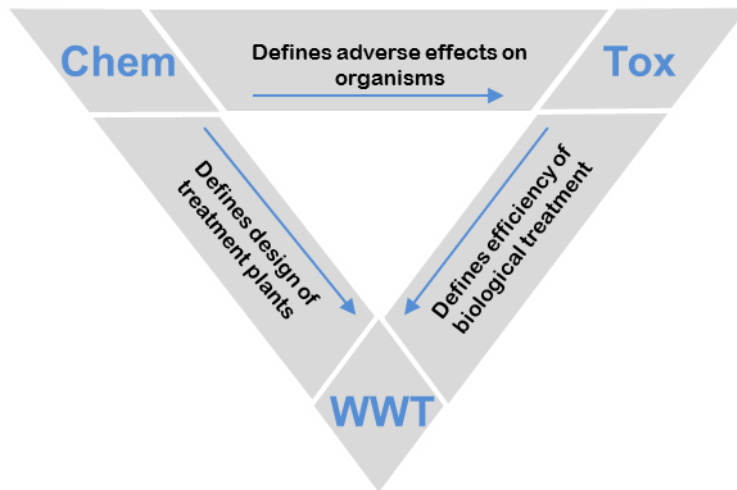 Chem
Defines adverse effects on
organisms
Tox
Defines design of
treatment plants
Defines efficiency of
biological treatment
WWT